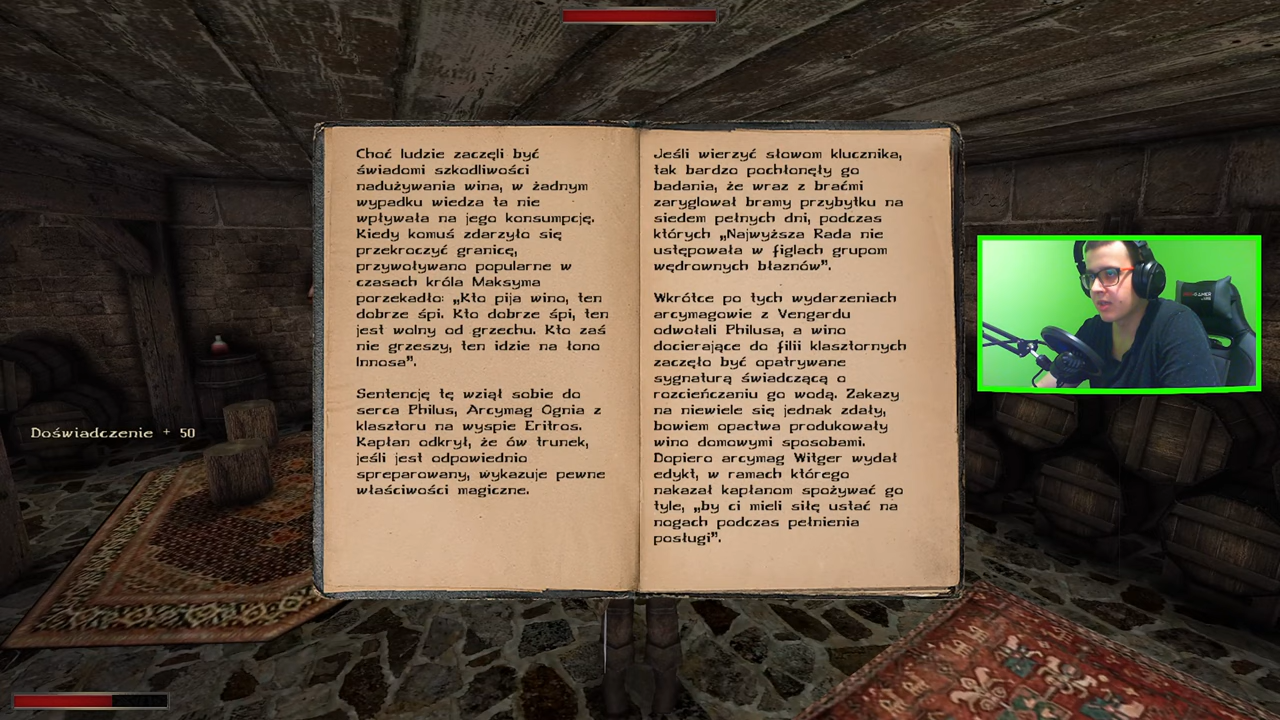 Choć ludzie zaczęli być
świadomi szkodliwości
nadużywania wina, w żadnym
wypadku wiedza ta nie
wpływała na jego konsumpcję.
Kiedy komuś zdarzyło się
przekroczyć granicę,
przywoływano popularne w
czasach króla Maksyma
porzekadło: „Kto pija wino, ten
dobrze śpi. Kto dobrze śpi, ten
jest wolny od grzechu. Kto zaś
nie grzeszy, ten idzie na łono
Innosa”.
Sentencję tę wziął sobie do
serca Philus, Arcymag Ognia z
klasztoru na wyspie Eritros.
Kapłan odkrył, że ów trunek,
jeśli jest odpowiednio
spreparowany, wykazuje pewne
właściwości magiczne.
Jeśli wierzyć słowom klucznika,
tak bardzo pochłonęły go
badania, że wraz z braćmi
zaryglował bramy przybytku na
siedem pełnych dni, podczas
których „Najwyższa Rada nie
ustępowała w figlach grupom
wędrownych błaznów”.
Wkrótce po tych wydarzeniach
arcymagowie z Vengardu
odwołali Philusa, a wino
docierające do filii klasztornych
zaczęło być opatrywane
sygnaturą świadczącą o
rozcieńczaniu go wodą. Zakazy
na niewiele się jednak zdały,
bowiem opactwa produkowały
wino domowymi sposobami.
Dopiero arcymag Witger wydał
edykt, w ramach którego
nakazał kapłanom spożywać go
tyle, „by ci mieli siłę ustać na
nogach podczas pełnienia
posługi”.
Doświadczenie + 50